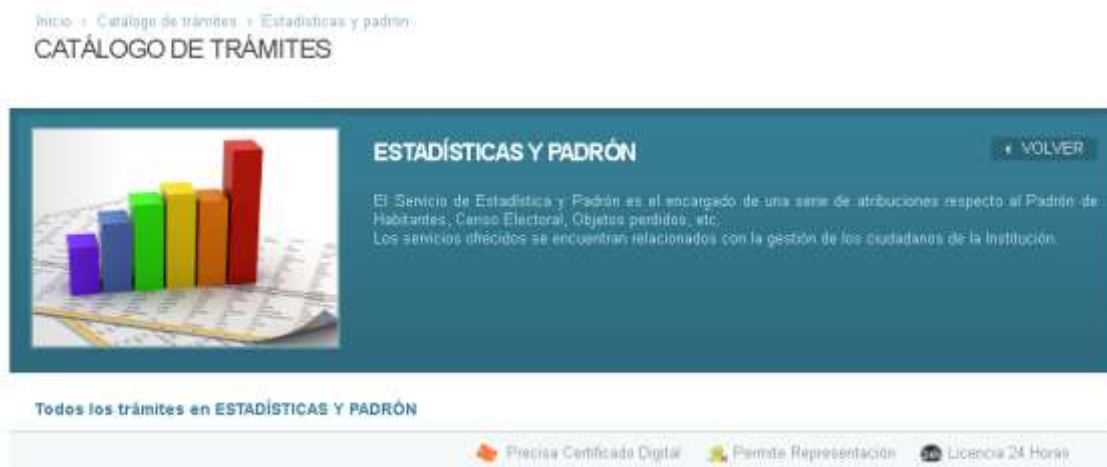 Inicio › Catálogo de trámites › Estadísticas y padrón
CATÁLOGO DE TRÁMITES
ESTADÍSTICAS Y PADRÓN
VOLVER
El Servicio de Estadística y Padrón es el encargado de una serie de atribuciones respecto al Padrón de
Habitantes, Censo Electoral, Objetos perdidos, etc.
Los servicios ofrecidos se encuentran relacionados con la gestión de los ciudadanos de la Institución.
Todos los trámites en ESTADÍSTICAS Y PADRÓN
Precisa Certificado Digital
Permite Representación
Licencia 24 Horas